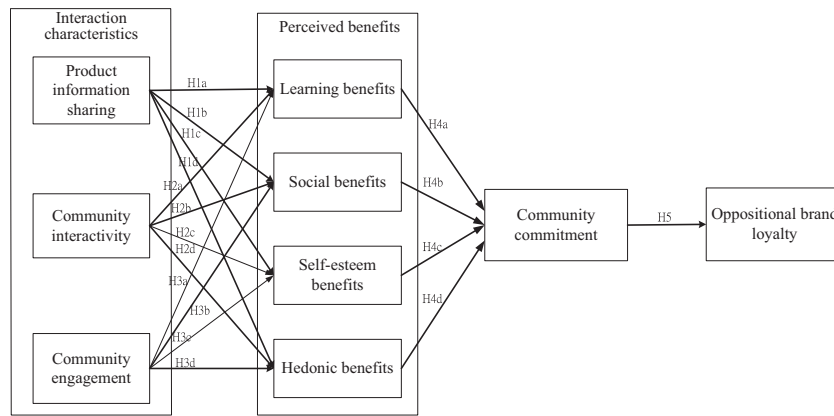 Interaction
characteristics
Product
information
sharing
Community
interactivity
Community
engagement
H1a
H1b
H1c
H1d
H2a
H2b
H2c
H2d
H3a
H3b
H3c
H3d
Perceived benefits
Learning benefits
Social benefits
Self-esteem
benefits
Hedonic benefits
H4a
H4b
H4c
H4d
Community
commitment
H5
Oppositional brand
loyalty